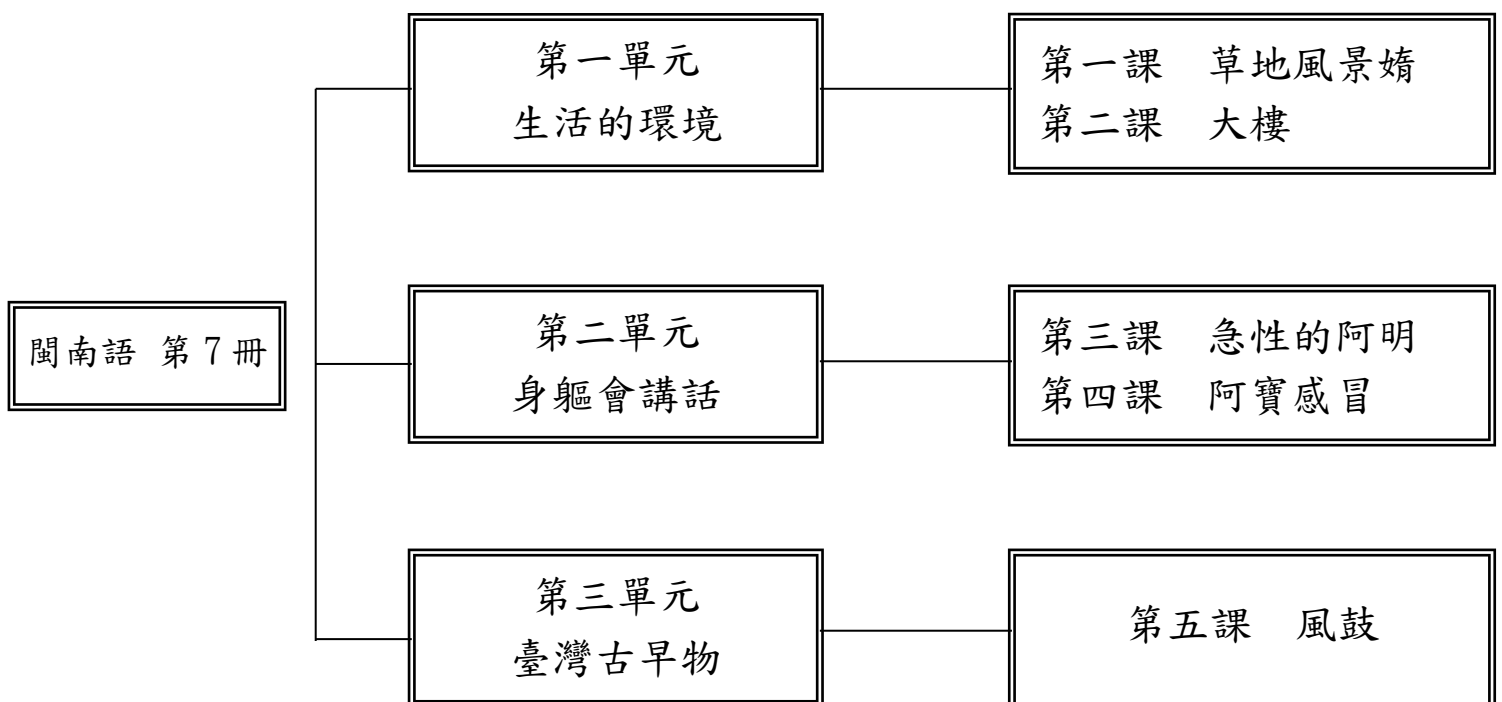 閩南語 第7冊
第一單元
生活的環境
第一課 草地風景媠
第二課 大樓
第二單元
身軀會講話
第三課 急性的阿明
第四課 阿寶感冒
第三單元
臺灣古早物
第五課 風鼓